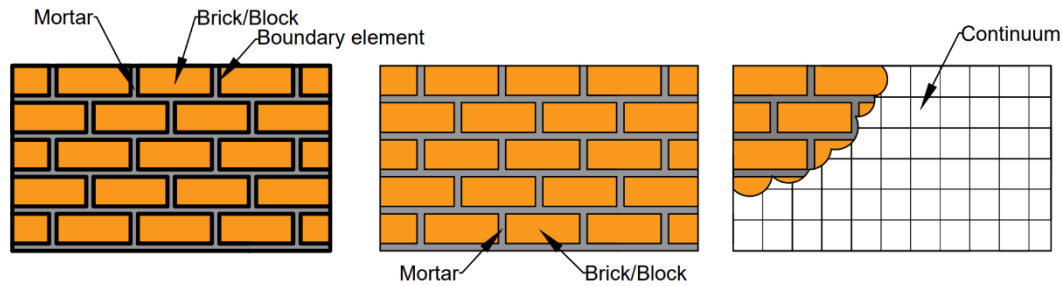 Mortar
Brick/Block
Boundary element
Continuum
Mortar
Brick/Block